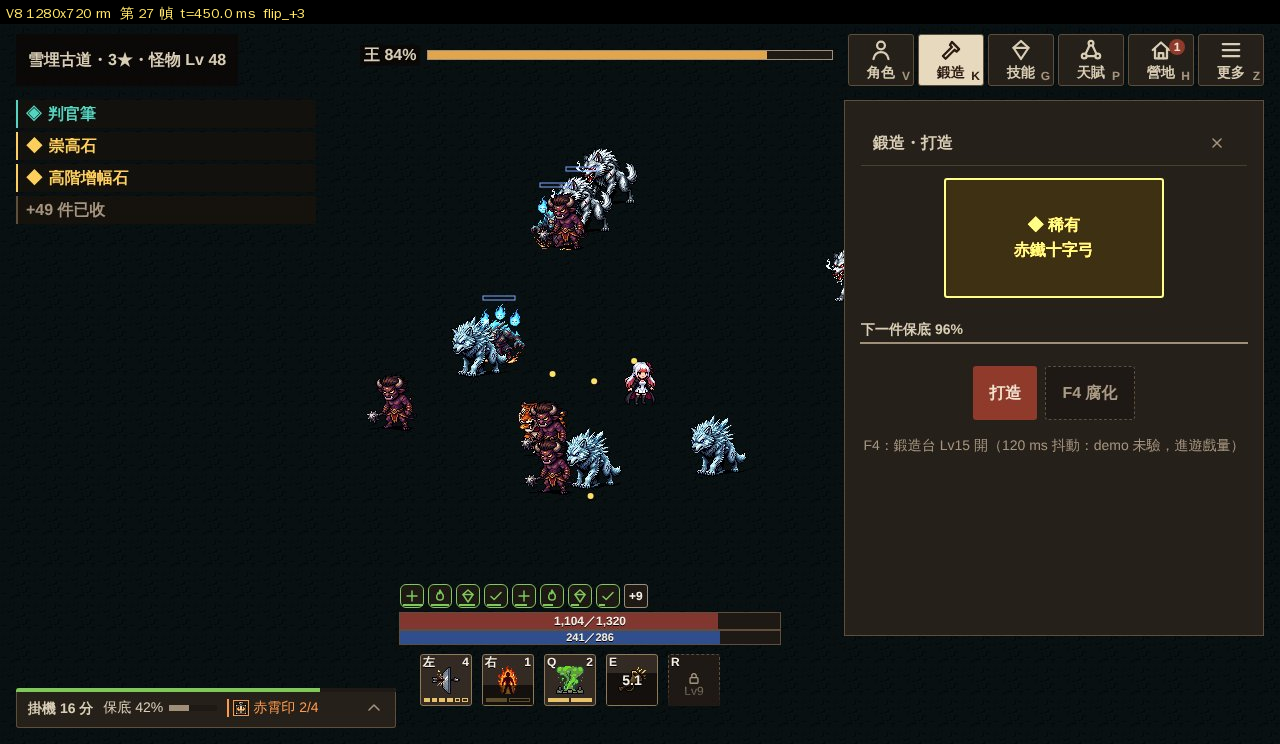 V8 1280x720 rm 第 27 幀 t=450.0 ms flip_+3
雪埋古道・3★・怪物 Lv 48
王 84%
角色 V
鍛造 K
技能 G
天賦 P
營地 H
1
更多 Z
◈ 判官筆
◆ 崇高石
◆ 高階增幅石
+49 件已收
鍛造・打造
×
◆ 稀有
赤鐵十字弓
下一件保底 96%
打造
F4 腐化
F4：鍛造台 Lv15 開（120 ms 抖動：demo 未驗，進遊戲量）
+9
1,104／1,320
241／286
左 4
右 1
Q 2
E
5.1
R
Lv9
掛機 16 分 保底 42% 赤霄印 2/4